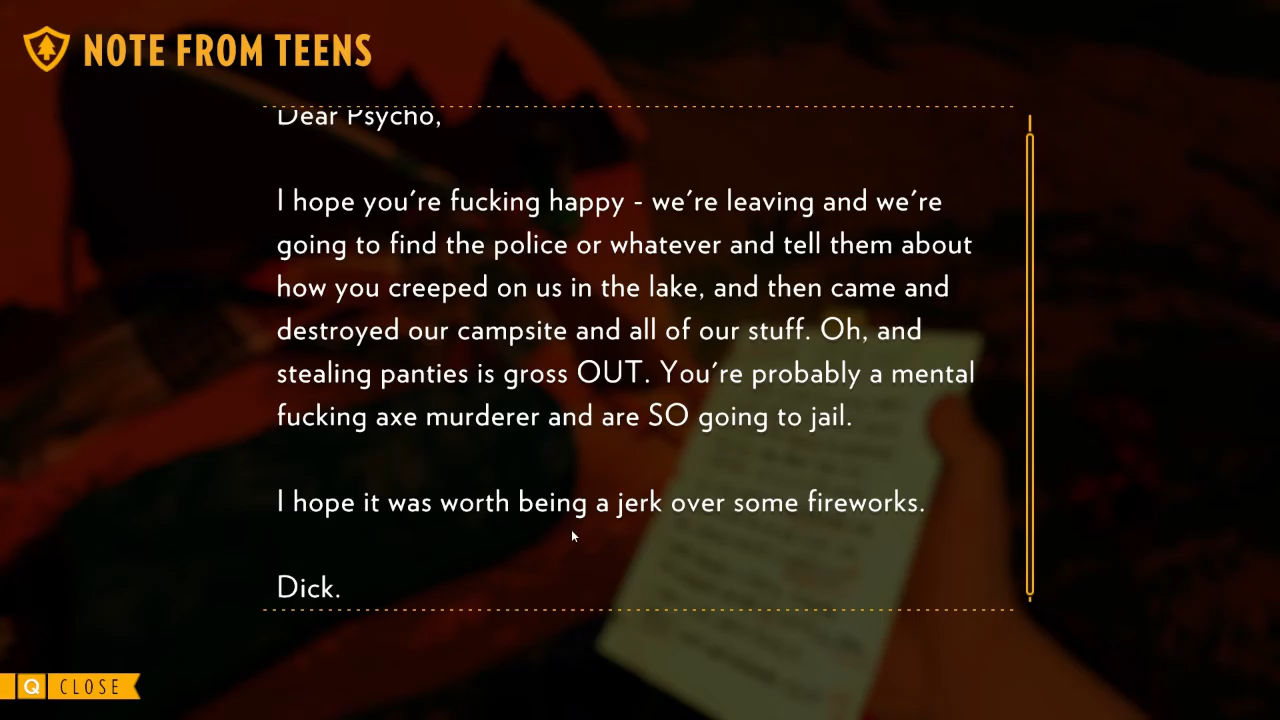 NOTE FROM TEENS
Dear Psycho,
I hope you're fucking happy - we're leaving and we're
going to find the police or whatever and tell them about
how you creeped on us in the lake, and then came and
destroyed our campsite and all of our stuff. Oh, and
stealing panties is gross OUT. You're probably a mental
fucking axe murderer and are SO going to jail.
I hope it was worth being a jerk over some fireworks.
Dick.
Q CLOSE